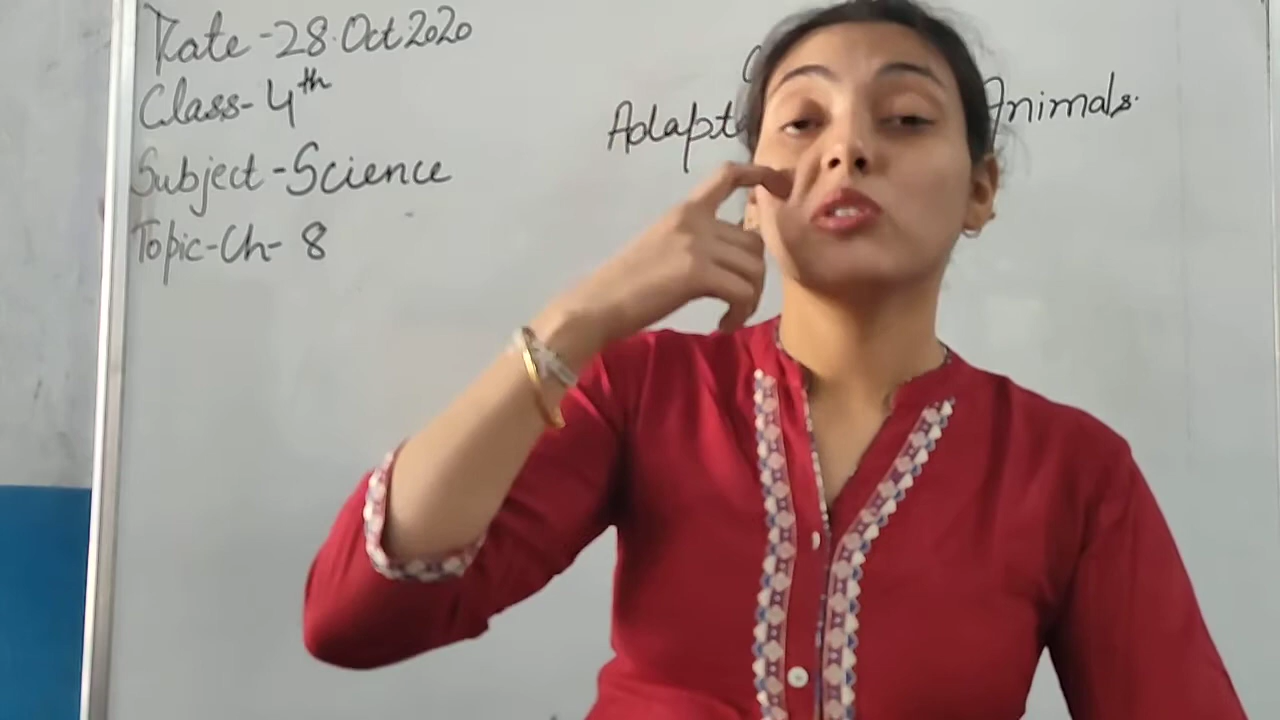 Date-28.Oct 2020
Class-4th
Subject-Science
Topic-Ch- 8
Animals.